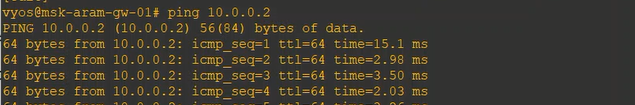 vyos@msk-aram-gw-01# ping 10.0.0.2
PING 10.0.0.2 (10.0.0.2) 56(84) bytes of data.
64 bytes from 10.0.0.2: icmp_seq=1 ttl=64 time=15.1 ms
64 bytes from 10.0.0.2: icmp_seq=2 ttl=64 time=2.98 ms
64 bytes from 10.0.0.2: icmp_seq=3 ttl=64 time=3.50 ms
64 bytes from 10.0.0.2: icmp_seq=4 ttl=64 time=2.03 ms